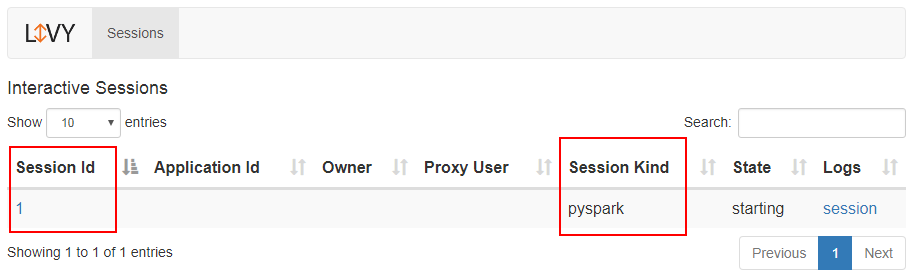 LIVY Sessions
Interactive Sessions
Show 10 entries Search:
Session Id Application Id Owner Proxy User Session Kind State Logs
1 pyspark starting session
Showing 1 to 1 of 1 entries Previous 1 Next